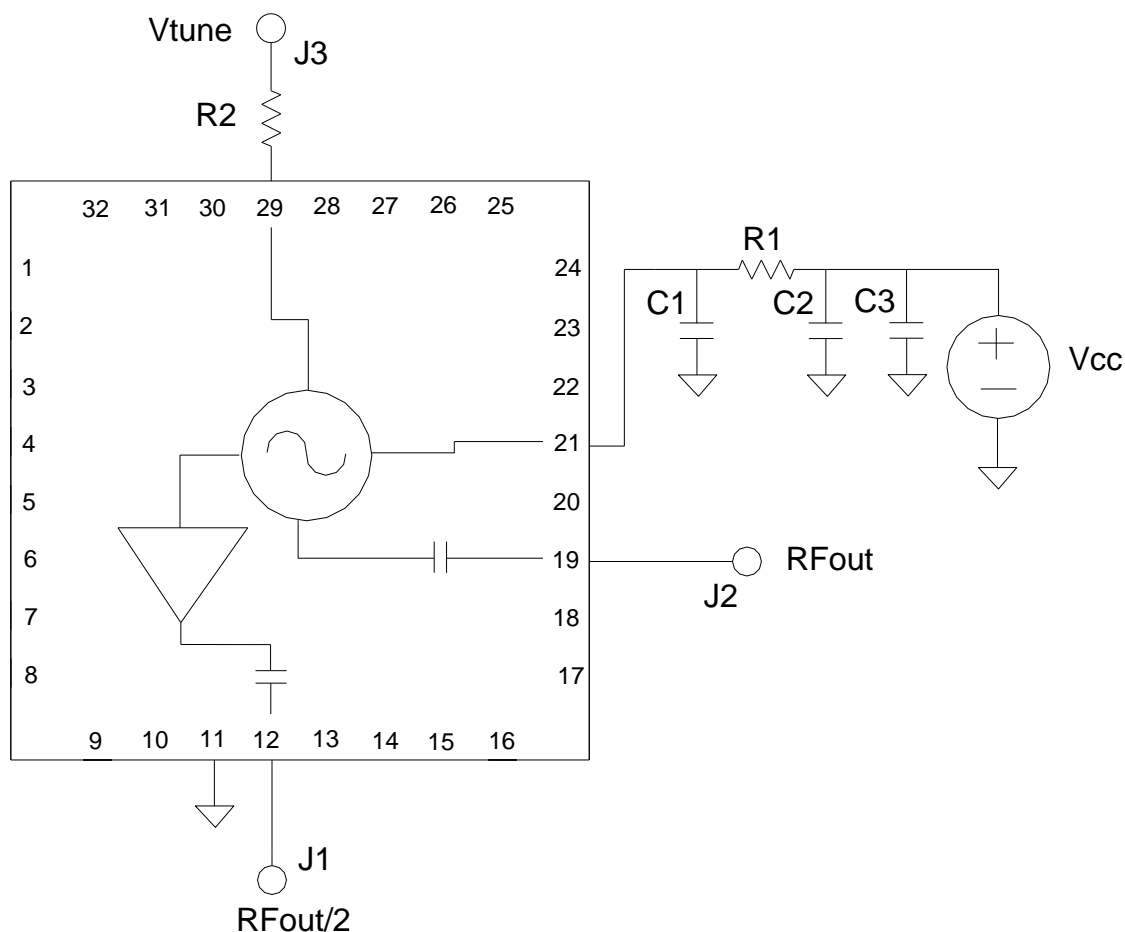 Vtune
J3
R2
32 31 30 29 28 27 26 25
R1
1 24
C1 C2 C3
2 23
Vcc
3 22
4 21
5 20
6 19 RFout
J2
7 18
8 17
9 10 11 12 13 14 15 16
J1
RFout/2